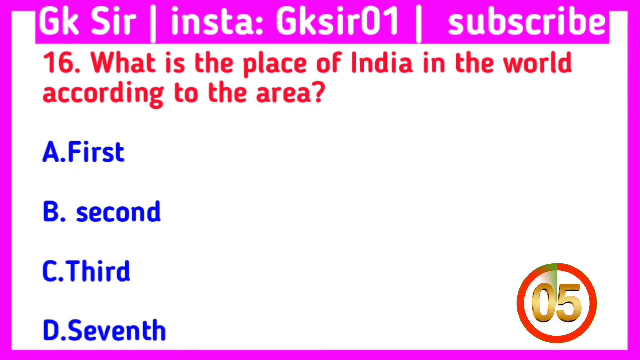 Gk Sir | insta: Gksir01 | subscribe
16. What is the place of India in the world
according to the area?
A.First
B. second
C.Third
D.Seventh
05